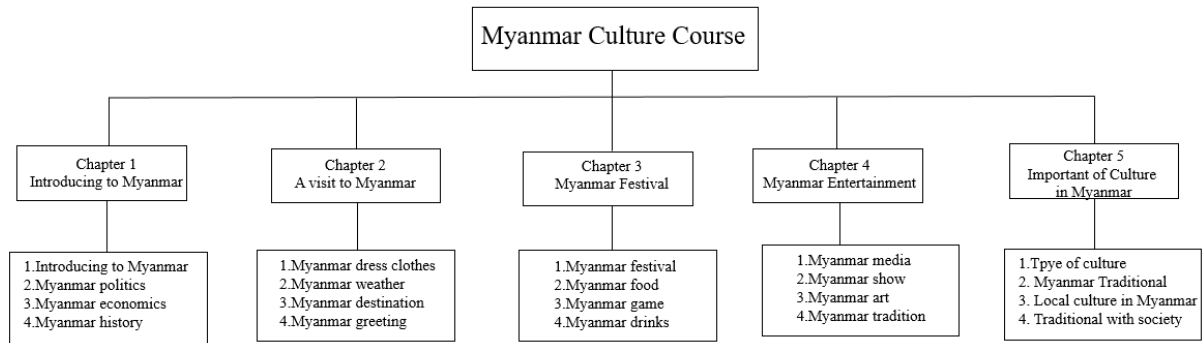 Myanmar Culture Course
Chapter 1
Introducing to Myanmar
1.Introducing to Myanmar
2.Myanmar politics
3.Myanmar economics
4.Myanmar history
Chapter 2
A visit to Myanmar
1.Myanmar dress clothes
2.Myanmar weather
3.Myanmar destination
4.Myanmar greeting
Chapter 3
Myanmar Festival
1.Myanmar festival
2.Myanmar food
3.Myanmar game
4.Myanmar drinks
Chapter 4
Myanmar Entertainment
1.Myanmar media
2.Myanmar show
3.Myanmar art
4.Myanmar tradition
Chapter 5
Important of Culture
in Myanmar
1.Tpye of culture
2. Myanmar Traditional
3. Local culture in Myanmar
4. Traditional with society